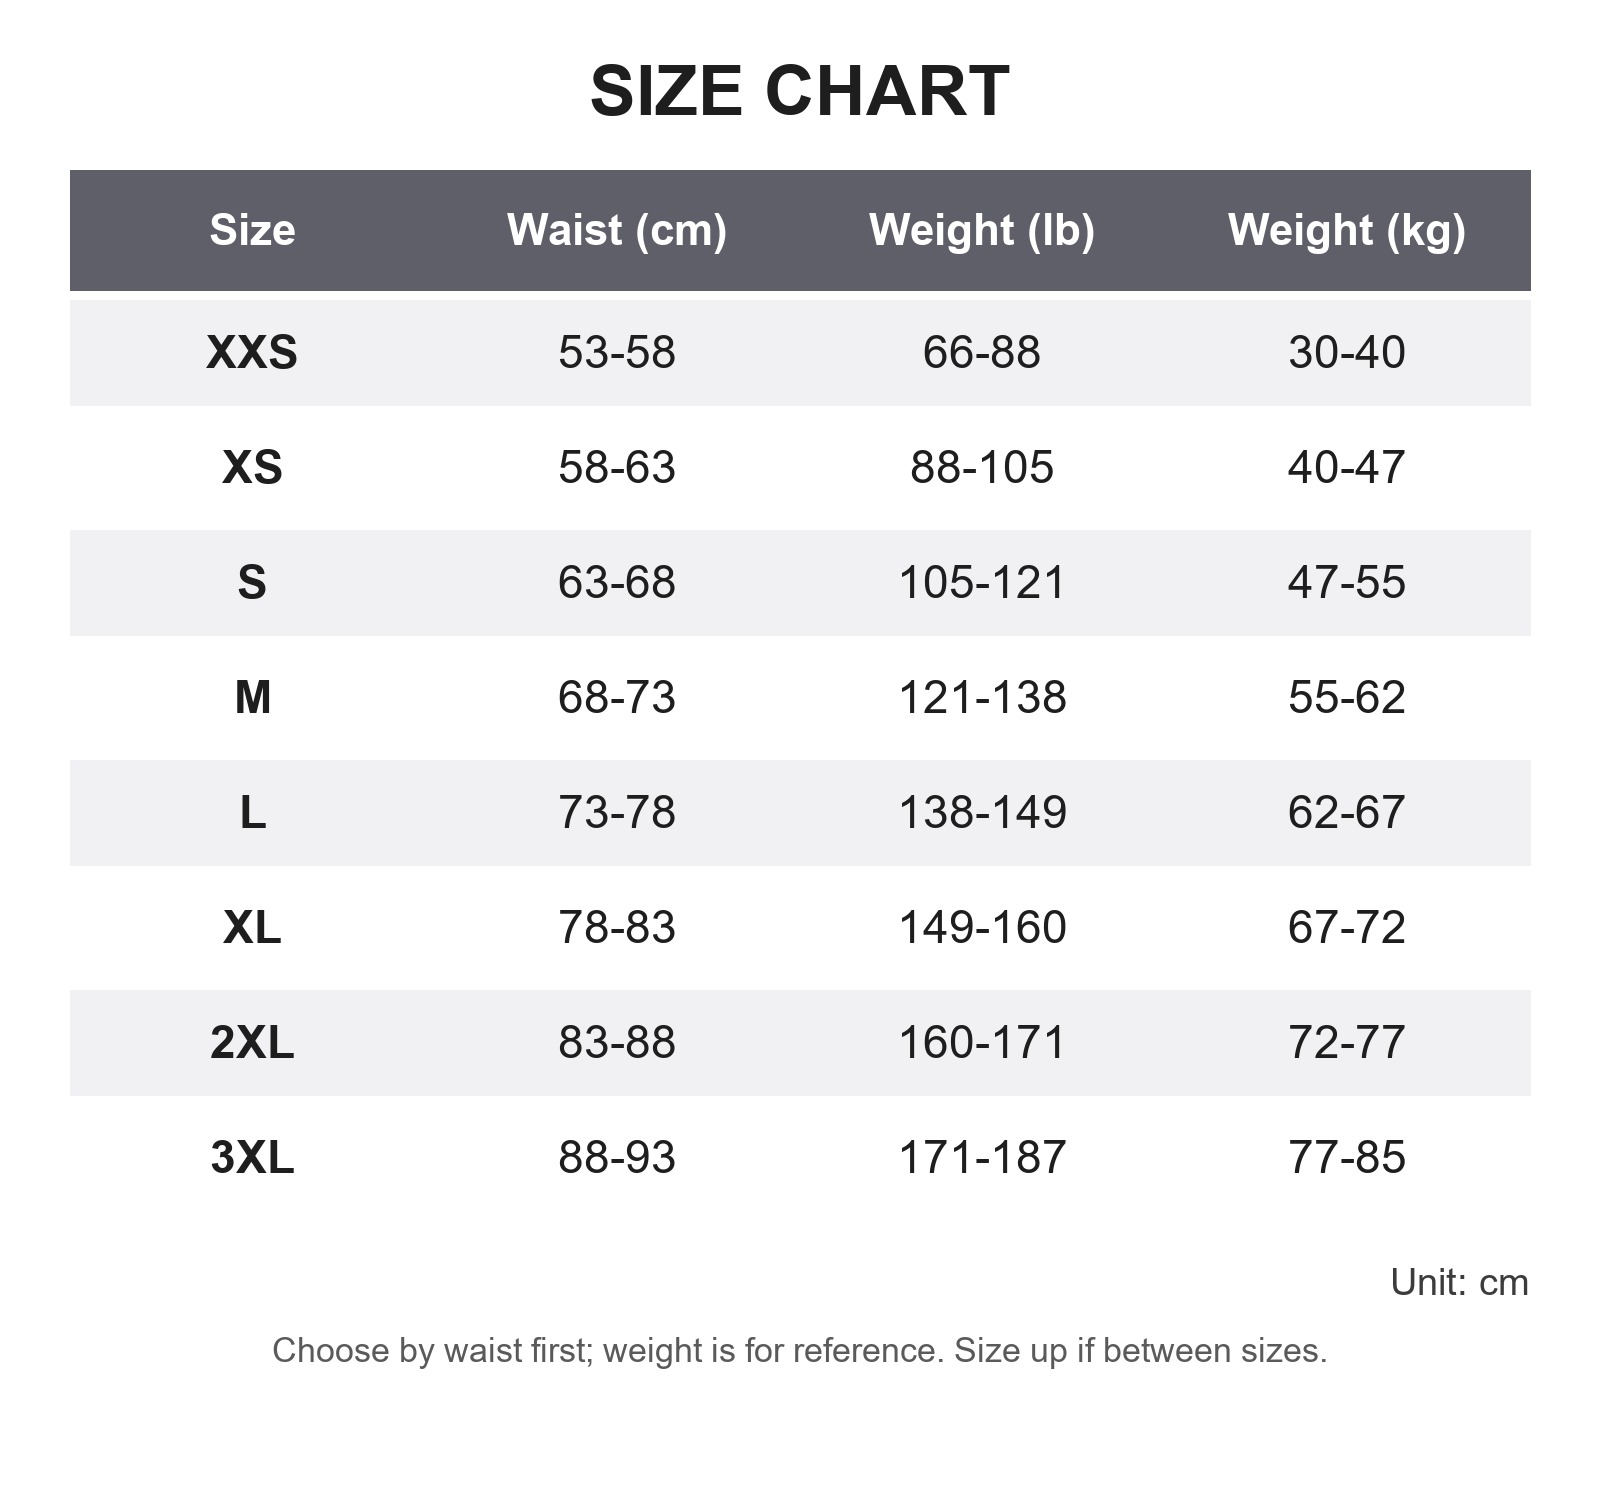 SIZE CHART
Size Waist (cm) Weight (lb) Weight (kg)
XXS 53-58 66-88 30-40
XS 58-63 88-105 40-47
S 63-68 105-121 47-55
M 68-73 121-138 55-62
L 73-78 138-149 62-67
XL 78-83 149-160 67-72
2XL 83-88 160-171 72-77
3XL 88-93 171-187 77-85
Unit: cm
Choose by waist first; weight is for reference. Size up if between sizes.